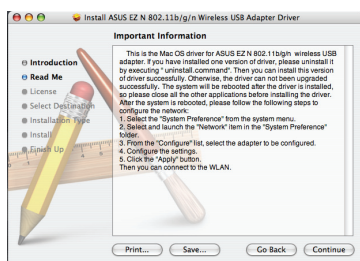 Install ASUS EZ N 802.11b/g/n Wireless USB Adapter Driver
Important Information
Introduction
Read Me
License
Select Destination
Installation Type
Install
Finish Up
This is the Mac OS driver for ASUS EZ N 802.11b/g/n wireless USB
adapter. If you have installed one version of driver, please uninstall it
by executing " uninstall.command". Then you can install this version
of driver successfully. Otherwise, the driver can not been upgraded
successfully. The system will be rebooted after the driver is installed,
so please close all the other applications before installing the driver.
After the system is rebooted, please follow the following steps to
configure the network:
1. Select the "System Preference" from the system menu.
2. Select and launch the "Network" item in the "System Preference"
folder.
3. From the "Configure" list, select the adapter to be configured.
4. Configure the settings.
5. Click the "Apply" button.
Then you can connect to the WLAN.
Print...
Save...
Go Back
Continue